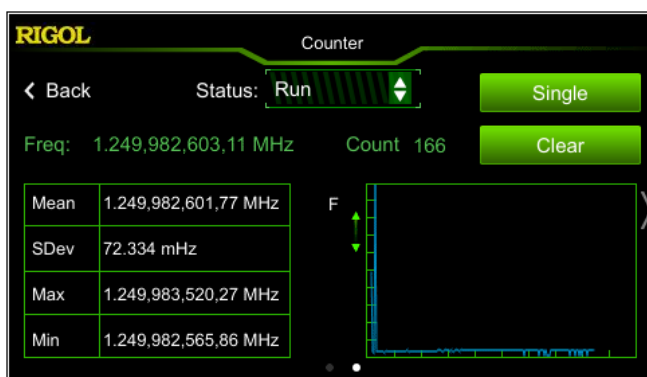 RIGOL
Counter
Back
Status: Run
Single
Freq: 1.249,982,603,11 MHz
Count 166
Clear
Mean 1.249,982,601,77 MHz
F
SDev 72.334 mHz
Max 1.249,983,520,27 MHz
Min 1.249,982,565,86 MHz